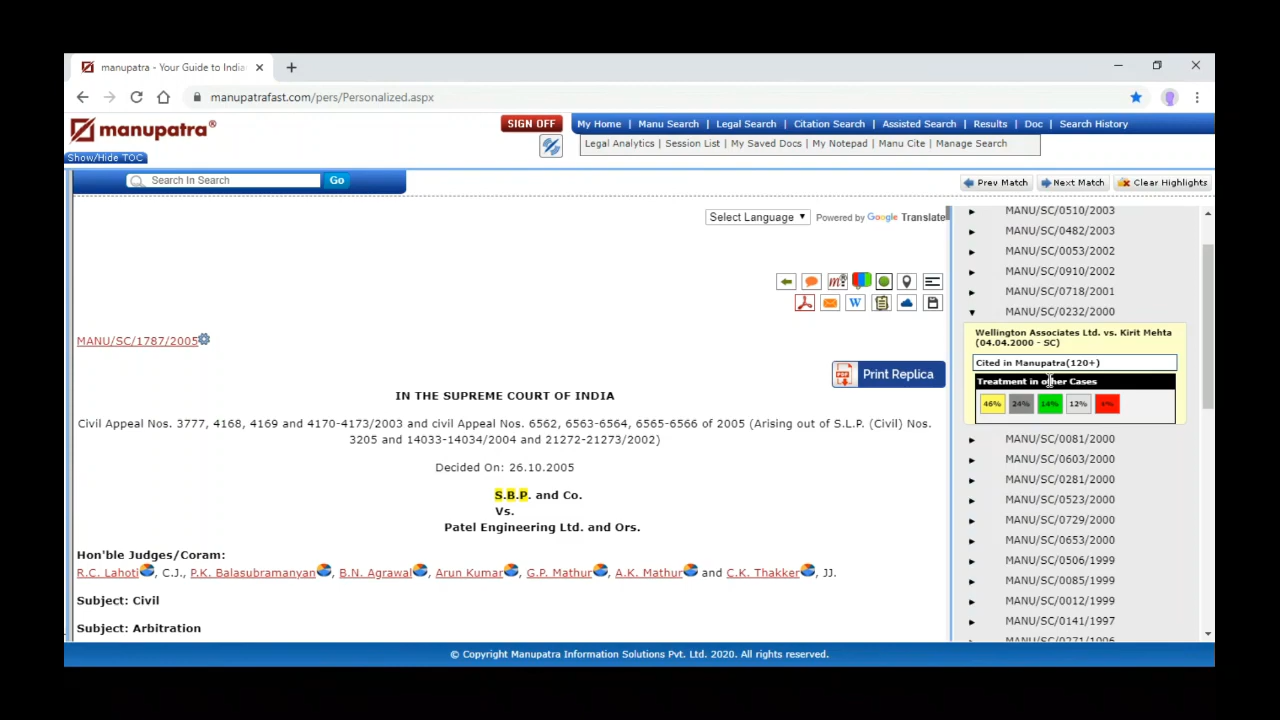 manupatra - Your Guide to India
manupatrafast.com/pers/Personalized.aspx
manupatra®
SIGN OFF
My Home | Manu Search | Legal Search | Citation Search | Assisted Search | Results | Doc | Search History
Legal Analytics | Session List | My Saved Docs | My Notepad | Manu Cite | Manage Search
Show/Hide TOC
Search In Search
Go
Prev Match
Next Match
Clear Highlights
Select Language
Powered by Google Translate
MANU/SC/1787/2005
PDF
Print Replica
IN THE SUPREME COURT OF INDIA
Civil Appeal Nos. 3777, 4168, 4169 and 4170-4173/2003 and civil Appeal Nos. 6562, 6563-6564, 6565-6566 of 2005 (Arising out of S.L.P. (Civil) Nos.
3205 and 14033-14034/2004 and 21272-21273/2002)
Decided On: 26.10.2005
S.B.P. and Co.
Vs.
Patel Engineering Ltd. and Ors.
Hon'ble Judges/Coram:
R.C. Lahoti, C.J., P.K. Balasubramanyan, B.N. Agrawal, Arun Kumar, G.P. Mathur, A.K. Mathur and C.K. Thakker, JJ.
Subject: Civil
Subject: Arbitration
MANU/SC/0510/2003
MANU/SC/0482/2003
MANU/SC/0053/2002
MANU/SC/0910/2002
MANU/SC/0718/2001
MANU/SC/0232/2000
Wellington Associates Ltd. vs. Kirit Mehta
(04.04.2000 - SC)
Cited in Manupatra(120+)
Treatment in other Cases
46% 24% 14% 12% 4%
MANU/SC/0081/2000
MANU/SC/0603/2000
MANU/SC/0281/2000
MANU/SC/0523/2000
MANU/SC/0729/2000
MANU/SC/0653/2000
MANU/SC/0506/1999
MANU/SC/0085/1999
MANU/SC/0012/1999
MANU/SC/0141/1997
MANU/SC/0271/1996
© Copyright Manupatra Information Solutions Pvt. Ltd. 2020. All rights reserved.